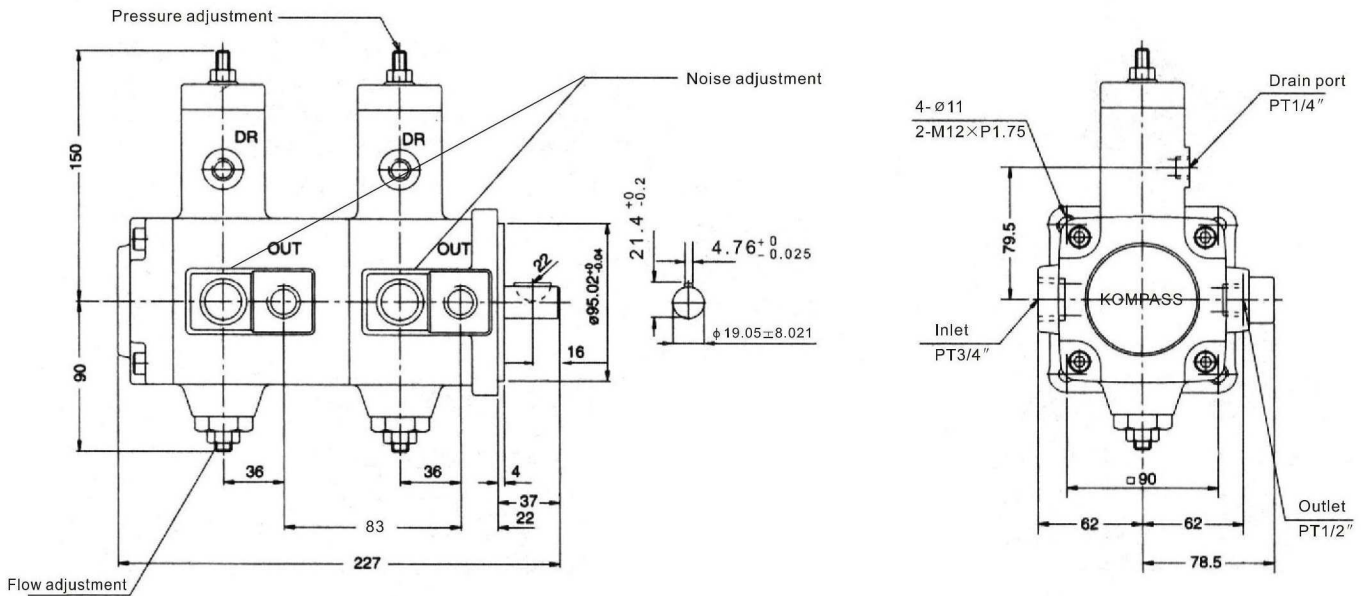 Pressure adjustment
Noise adjustment
DR
DR
150
OUT
OUT
90
22
ø95.02 +0 -0.04
16
36
36
4
37
22
83
227
Flow adjustment
21.4 +0 -0.2
4.76 +0 -0.025
ϕ19.05±8.021
4-Ø11
2-M12×P1.75
Drain port
PT1/4″
79.5
KOMPASS
Inlet
PT3/4″
□90
62
62
78.5
Outlet
PT1/2″